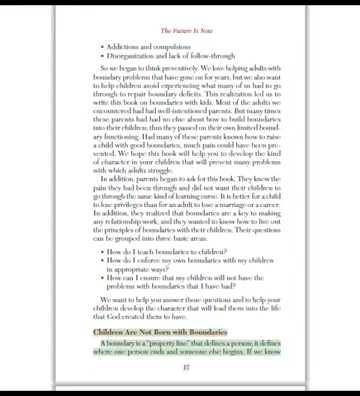 The Future Is Now
• Addictions and compulsions
• Disorganization and lack of follow-through
So we began to think preventively. We love helping adults with
boundary problems that have gone on for years, but we also want
to help children avoid experiencing what many of us had to go
through to repair boundary deficits. This realization led us to
write this book on boundaries with kids. Most of the adults we
encountered had had well-intentioned parents. But many times
these parents had had no clue about how to build boundaries
into their children; thus they passed on their own limited bound-
ary functioning. Had many of these parents known how to raise
a child with good boundaries, much pain could have been pre-
vented. We hope this book will help you to develop the kind
of character in your children that will prevent many problems
with which adults struggle.
In addition, parents began to ask for this book. They knew the
pain they had been through and did not want their children to
go through the same kind of learning curve. It is better for a child
to lose privileges than for an adult to lose a marriage or a career.
In addition, they realized that boundaries are a key to making
any relationship work, and they wanted to know how to live out
the principles of boundaries with their children. Their questions
can be grouped into three basic areas:
• How do I teach boundaries to children?
• How do I enforce my own boundaries with my children
in appropriate ways?
• How can I ensure that my children will not have the
problems with boundaries that I have had?
We want to help you answer those questions and to help your
children develop the character that will lead them into the life
that God created them to have.
Children Are Not Born with Boundaries
A boundary is a "property line" that defines a person; it defines
where one person ends and someone else begins. If we know
17